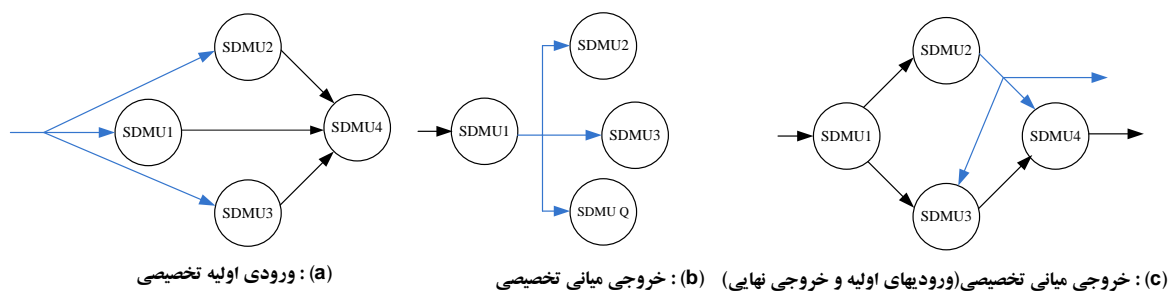 SDMU2
SDMU1
SDMU4
SDMU3
(a) : ورودی اولیه تخصیصی
SDMU2
SDMU1
SDMU3
SDMU Q
(b) : خروجی میانی تخصیصی
SDMU2
SDMU1
SDMU4
SDMU3
(c) : خروجی میانی تخصیصی(ورودیهای اولیه و خروجی نهایی)